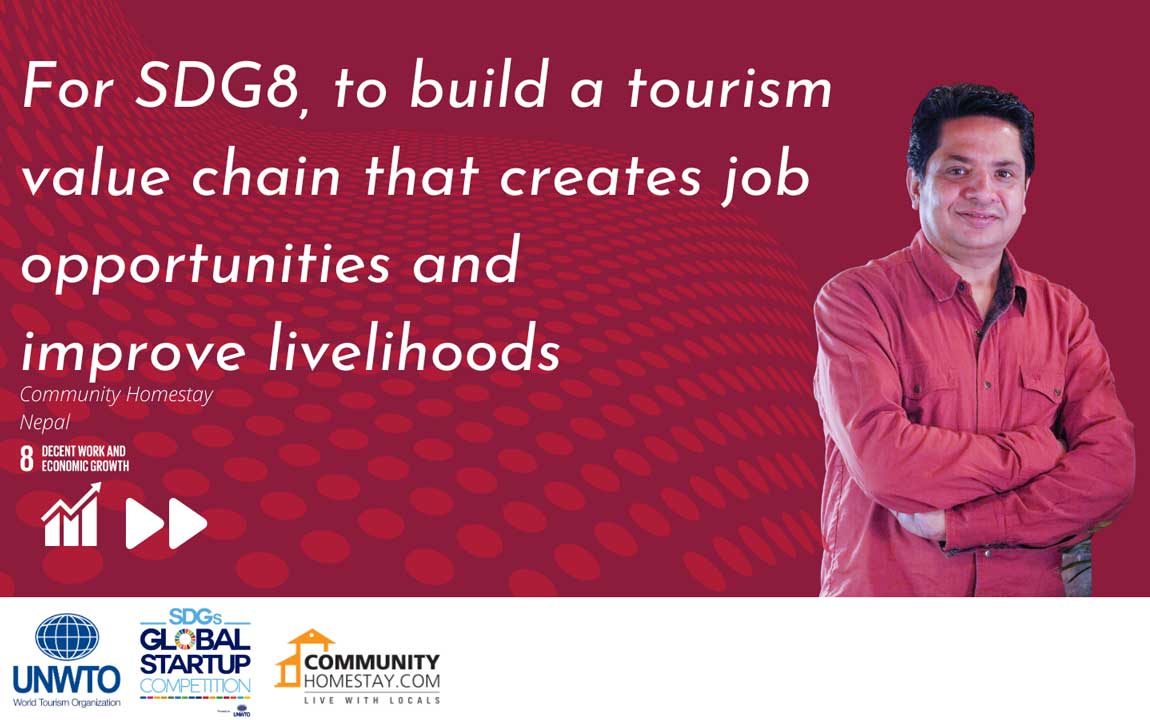 For SDG8, to build a tourism
value chain that creates job
opportunities and
improve livelihoods
Community Homestay
Nepal
8 DECENT WORK AND
ECONOMIC GROWTH
UNWTO
World Tourism Organization
SDGs
GLOBAL
STARTUP
COMPETITION
UNWTO
COMMUNITY
HOMESTAY.COM
LIVE WITH LOCALS